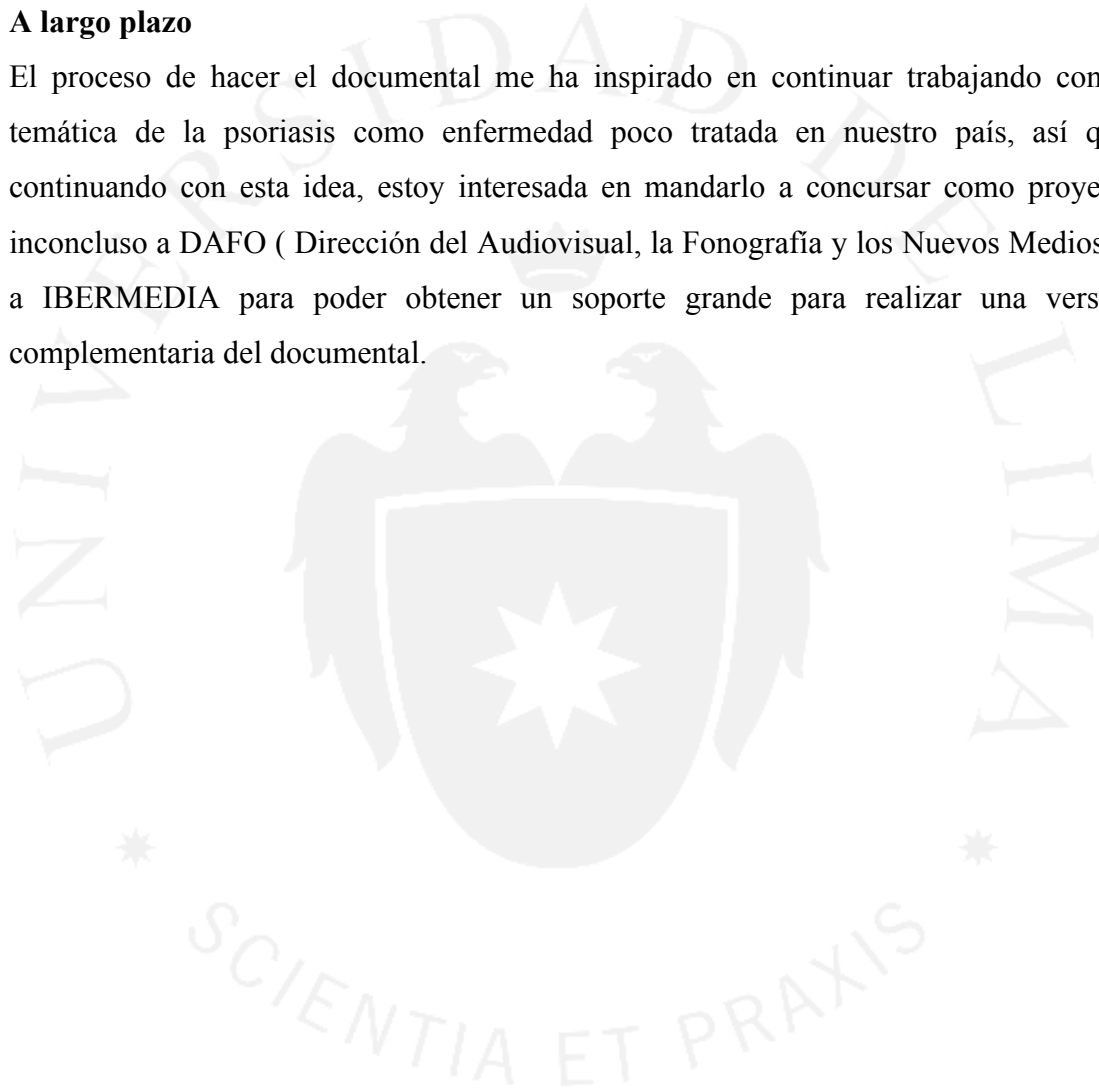 A largo plazo
El proceso de hacer el documental me ha inspirado en continuar trabajando con
temática de la psoriasis como enfermedad poco tratada en nuestro país, así q
continuando con esta idea, estoy interesada en mandarlo a concursar como proye
inconcluso a DAFO ( Dirección del Audiovisual, la Fonografía y los Nuevos Medios
a IBERMEDIA para poder obtener un soporte grande para realizar una vers
complementaria del documental.
UNIVERSIDAD DE LIMA
SCIENTIA ET PRAXIS